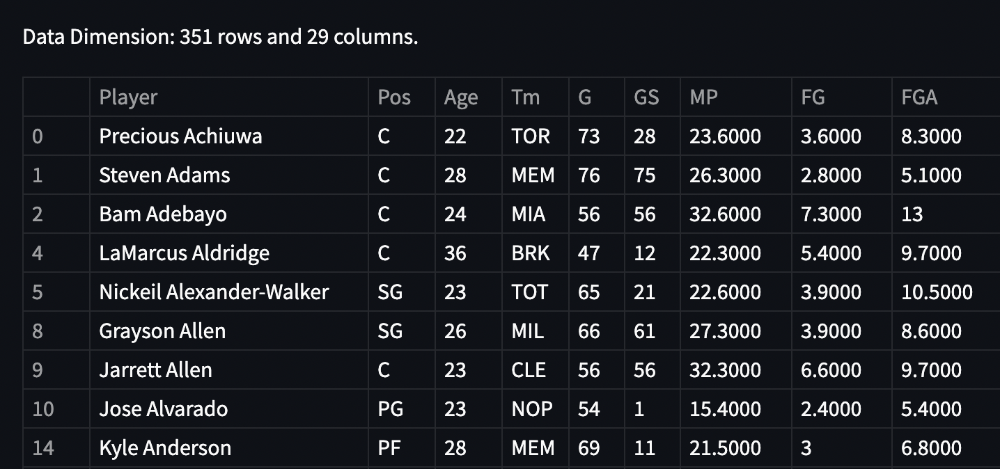 Data Dimension: 351 rows and 29 columns.
Player Pos Age Tm G GS MP FG FGA
0 Precious Achiuwa C 22 TOR 73 28 23.6000 3.6000 8.3000
1 Steven Adams C 28 MEM 76 75 26.3000 2.8000 5.1000
2 Bam Adebayo C 24 MIA 56 56 32.6000 7.3000 13
4 LaMarcus Aldridge C 36 BRK 47 12 22.3000 5.4000 9.7000
5 Nickeil Alexander-Walker SG 23 TOT 65 21 22.6000 3.9000 10.5000
8 Grayson Allen SG 26 MIL 66 61 27.3000 3.9000 8.6000
9 Jarrett Allen C 23 CLE 56 56 32.3000 6.6000 9.7000
10 Jose Alvarado PG 23 NOP 54 1 15.4000 2.4000 5.4000
14 Kyle Anderson PF 28 MEM 69 11 21.5000 3 6.8000